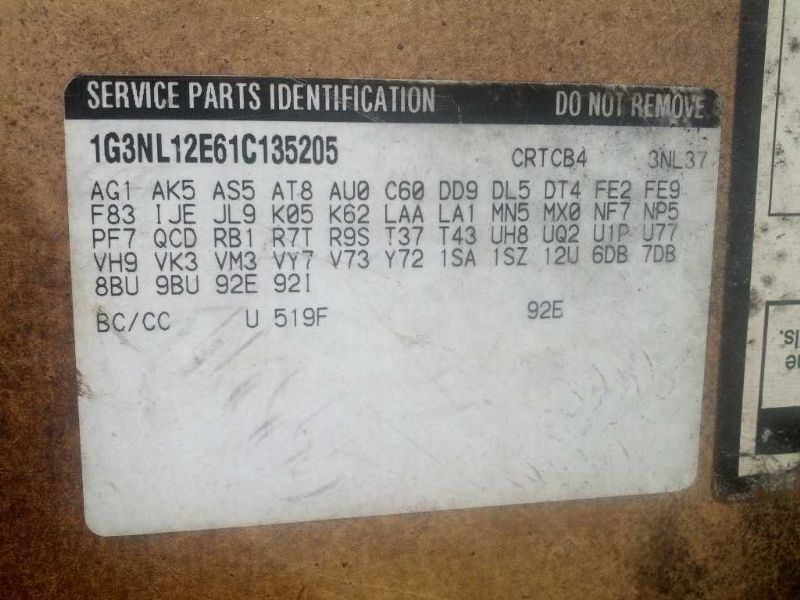 SERVICE PARTS IDENTIFICATION DO NOT REMOVE
1G3NL12E61C135205 CRTCB4 3NL37
AG1 AK5 AS5 AT8 AU0 C60 DD9 DL5 DT4 FE2 FE9
F83 IJE JL9 K05 K62 LAA LA1 MN5 MX0 NF7 NP5
PF7 QCD RB1 R7T R9S T37 T43 UH8 UQ2 U1P U77
VH9 VK3 VM3 VY7 V73 Y72 1SA 1SZ 12U 6DB 7DB
8BU 9BU 92E 92I
BC/CC U 519F 92E
ls.